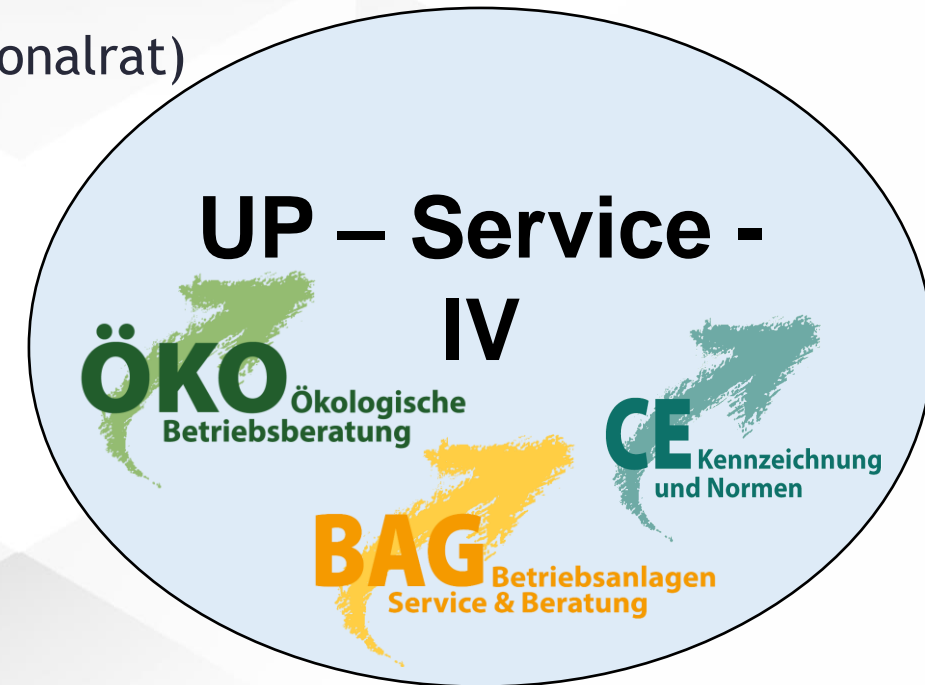 onalrat)
UP – Service -
IV
ÖKO Ökologische
Betriebsberatung
CE Kennzeichnung
und Normen
BAG Betriebsanlagen
Service & Beratung